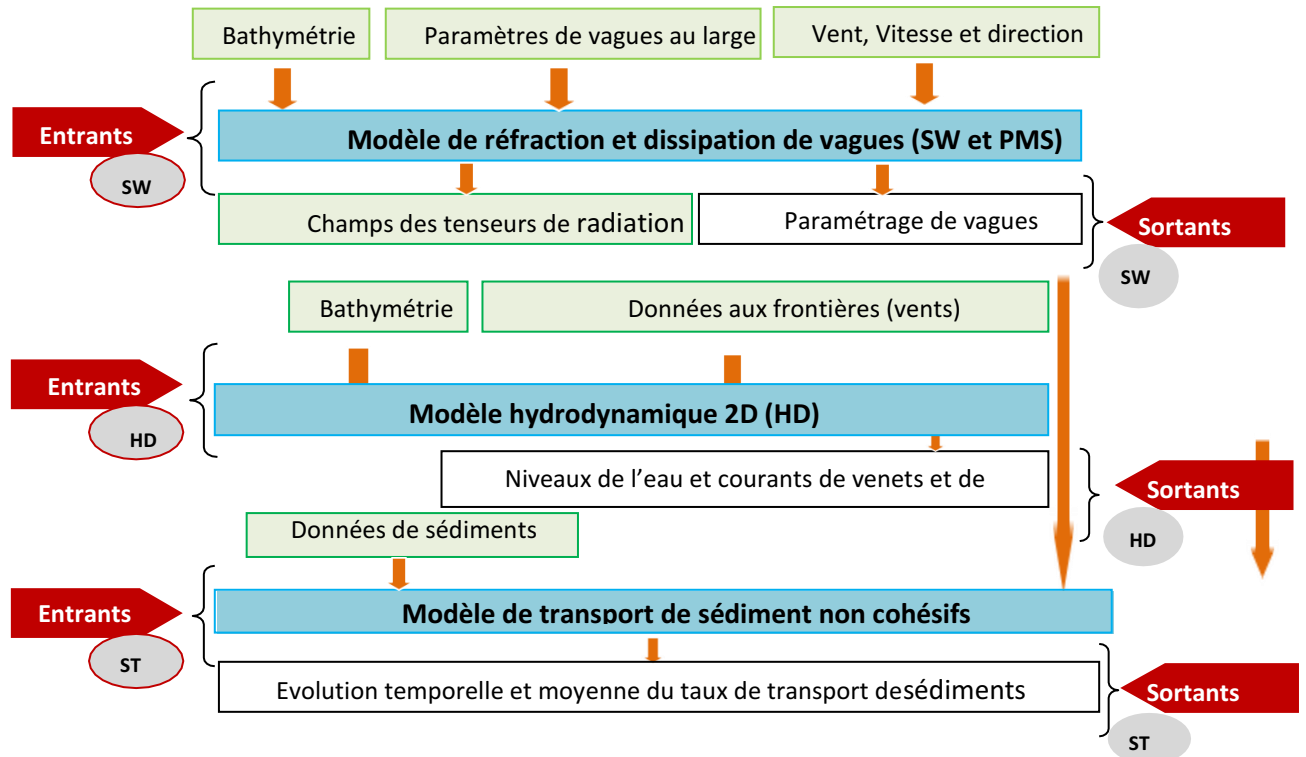 Bathymétrie
Paramètres de vagues au large
Vent, Vitesse et direction
Entrants
SW
Modèle de réfraction et dissipation de vagues (SW et PMS)
Champs des tenseurs de radiation
Paramétrage de vagues
Sortants
SW
Bathymétrie
Données aux frontières (vents)
Entrants
HD
Modèle hydrodynamique 2D (HD)
Niveaux de l’eau et courants de venets et de
Sortants
HD
Données de sédiments
Entrants
ST
Modèle de transport de sédiment non cohésifs
Evolution temporelle et moyenne du taux de transport desédiments
Sortants
ST